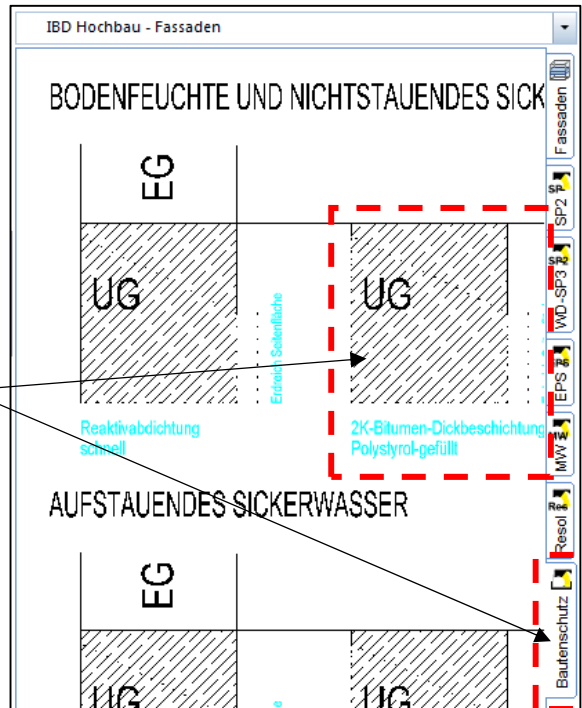 IBD Hochbau - Fassaden
BODENFEUCHTE UND NICHTSTAUENDES SICK
EG
UG
UG
Erdreich Seitenfläche
Reaktivabdichtung
schnell
2K-Bitumen-Dickbeschichtung
Polystyrol-gefüllt
AUFSTAUENDES SICKERWASSER
EG
UG
UG
Fassaden
SP2
WD-SP3
EPS
MW
Resol
Bautenschutz